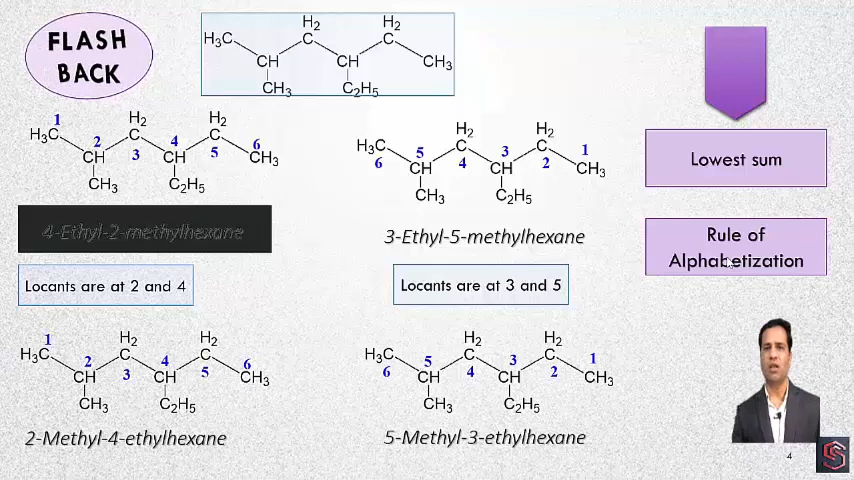 FLASH
BACK
H₃C H₂ H₂
CH CH CH₃
CH₃ C₂H₅
1 H₂ H₂
H₃C 2 4 6
CH 3 CH 5 CH₃
CH₃ C₂H₅
4-Ethyl-2-methylhexane
Locants are at 2 and 4
H₂ H₂
H₃C 5 3 1
6 CH 4 CH 2 CH₃
CH₃ C₂H₅
3-Ethyl-5-methylhexane
Locants are at 3 and 5
Lowest sum
Rule of
Alphabetization
1 H₂ H₂
H₃C 2 4 6
CH 3 CH 5 CH₃
CH₃ C₂H₅
2-Methyl-4-ethylhexane
H₂ H₂
H₃C 5 3 1
6 CH 4 CH 2 CH₃
CH₃ C₂H₅
5-Methyl-3-ethylhexane
4